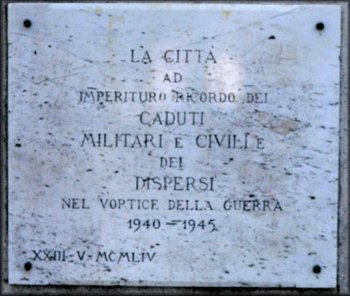 LA CITTÀ
AD
IMPERITURO RICORDO DEI
CADUTI
MILITARI E CIVILI E
DEI
DISPERSI
NEL VORTICE DELLA GUERRA
1940-1945
XXIII-V-MCMLIV